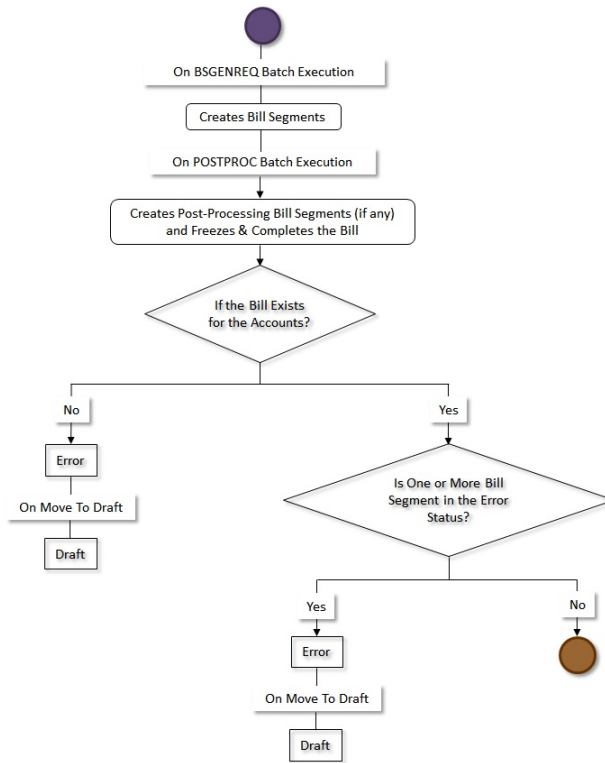 On BSGENREQ Batch Execution
Creates Bill Segments
On POSTPROC Batch Execution
Creates Post-Processing Bill Segments (if any)
and Freezes & Completes the Bill
If the Bill Exists
for the Accounts?
No
Yes
Error
Is One or More Bill
Segment in the Error
Status?
On Move To Draft
Draft
Yes
No
Error
On Move To Draft
Draft